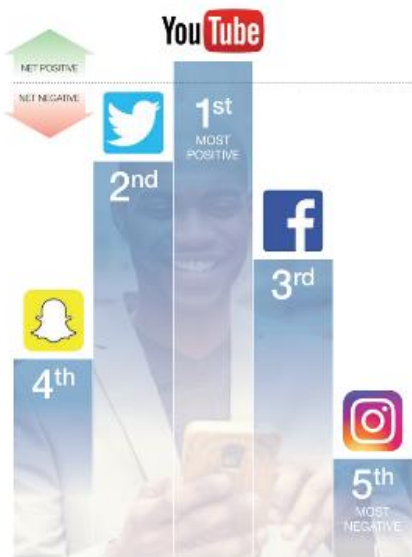 YouTube
NET POSITIVE
NET NEGATIVE
1st
MOST
POSITIVE
2nd
3rd
4th
5th
MOST
NEGATIVE